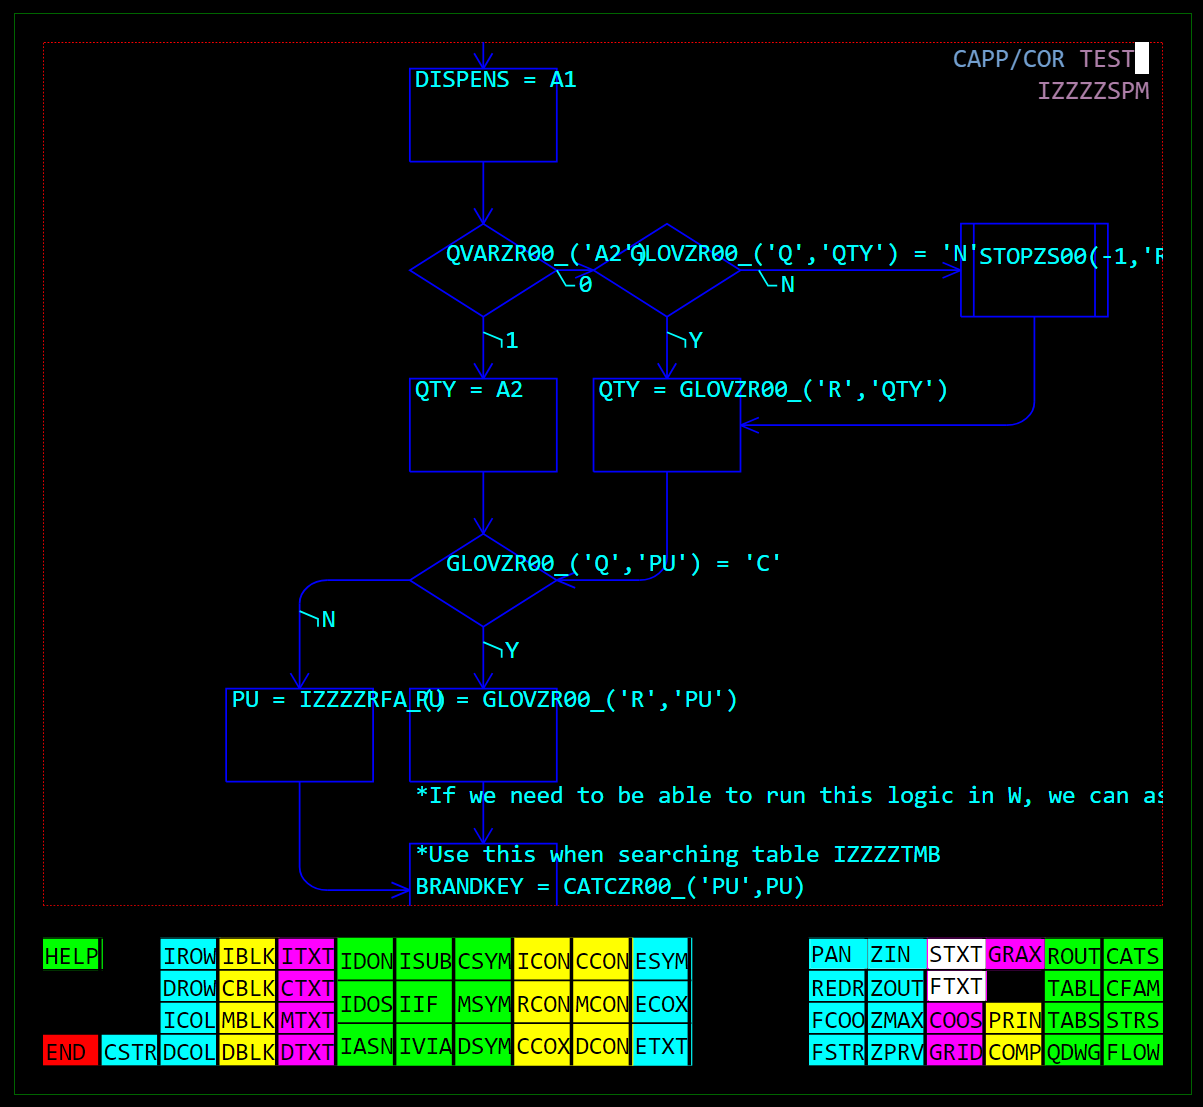 CAPP/COR TEST
IZZZZSPM
DISPENS = A1
QVARZR00_('A2')
GLOVZR00_('Q','QTY') = 'N'
STOPZS00(-1,'R
0
N
1
Y
QTY = A2
QTY = GLOVZR00_('R','QTY')
GLOVZR00_('Q','PU') = 'C'
N
Y
PU = IZZZZRFA_()
PU = GLOVZR00_('R','PU')
*If we need to be able to run this logic in W, we can as
*Use this when searching table IZZZZTMB
BRANDKEY = CATCZR00_('PU',PU)
HELP IROW IBLK ITXT IDON ISUB CSYM ICON CCON ESYM PAN ZIN STXT GRAX ROUT CATS
DROW CBLK CTXT IDOS IIF MSYM RCON MCON ECOX REDR ZOUT FTXT TABL CFAM
ICOL MBLK MTXT FCOO ZMAX COOS PRIN TABS STRS
END CSTR DCOL DBLK DTXT IASN IVIA DSYM CCOX DCON ETXT FSTR ZPRV GRID COMP QDWG FLOW